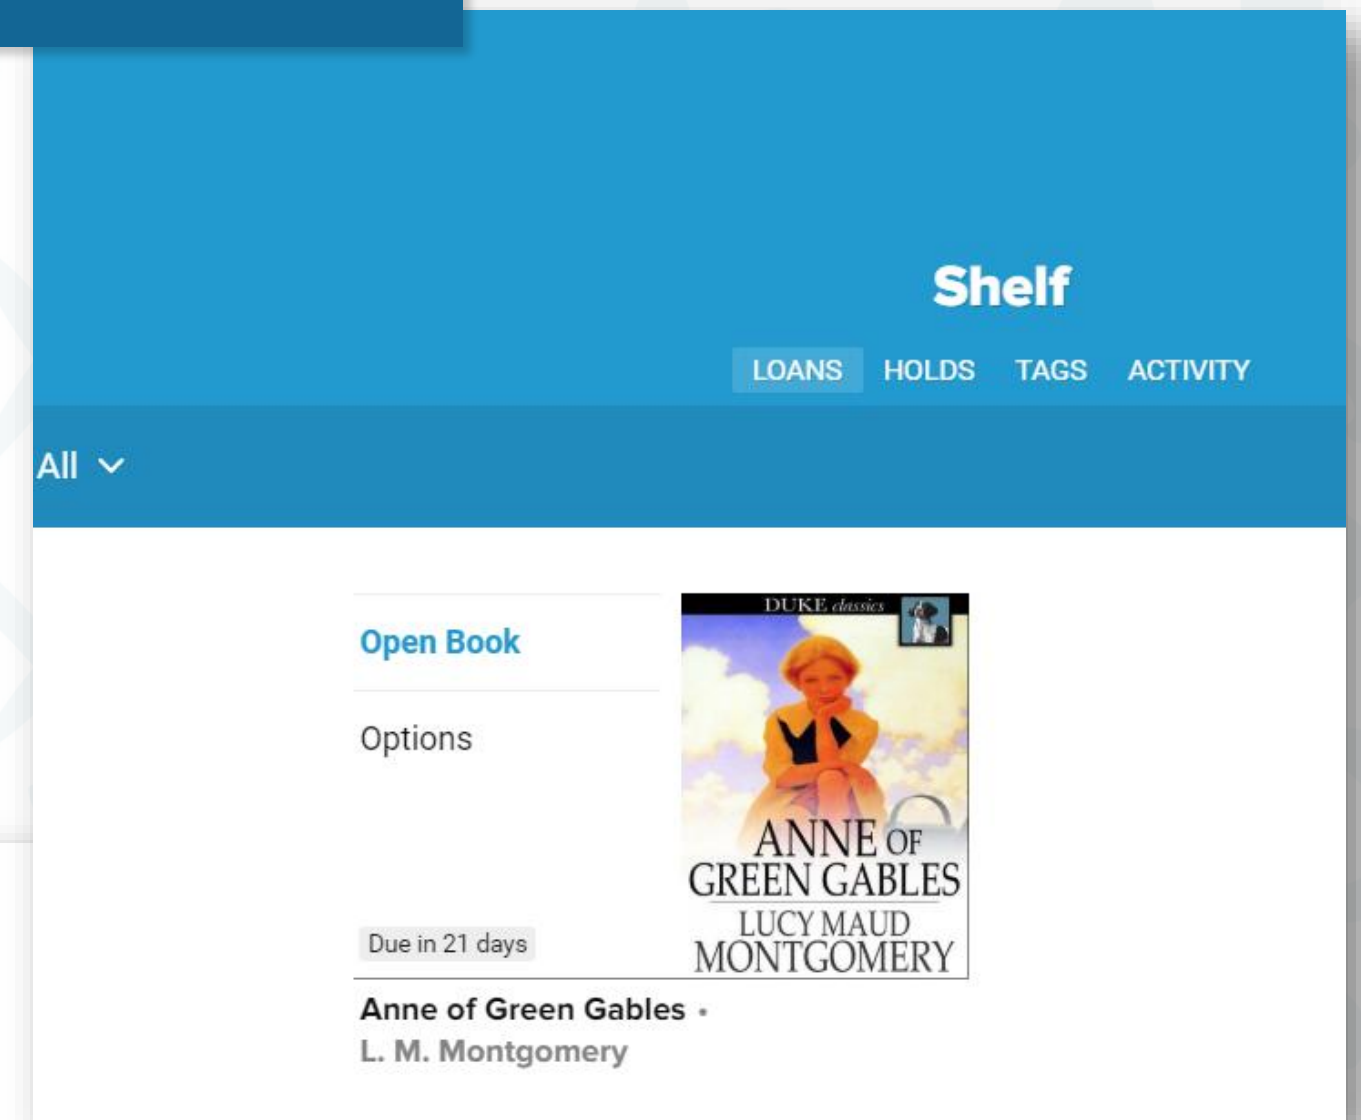 Shelf
LOANS HOLDS TAGS ACTIVITY
All
Open Book
Options
Due in 21 days
DUKE classics
ANNE OF
GREEN GABLES
LUCY MAUD
MONTGOMERY
Anne of Green Gables •
L. M. Montgomery